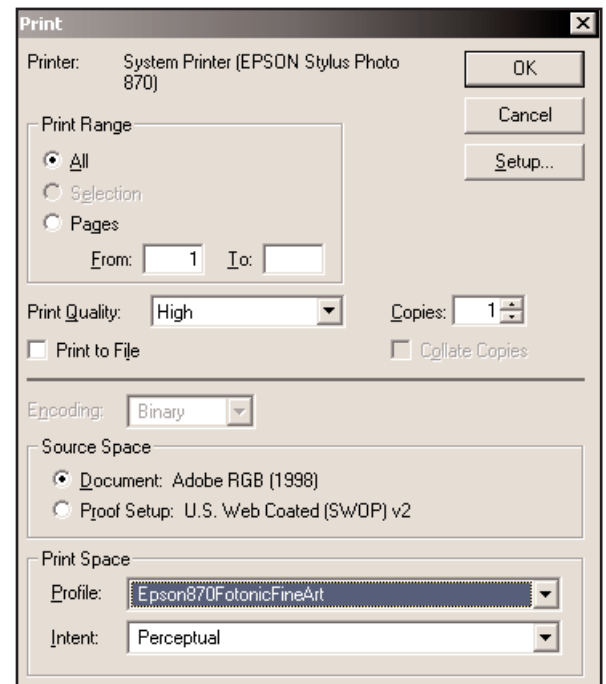 Print
Printer: System Printer (EPSON Stylus Photo
870)
OK
Cancel
Setup...
Print Range
All
Selection
Pages
From: 1 To:
Print Quality: High
Copies: 1
Print to File
Collate Copies
Encoding: Binary
Source Space
Document: Adobe RGB (1998)
Proof Setup: U.S. Web Coated (SWOP) v2
Print Space
Profile: Epson870FotonicFineArt
Intent: Perceptual